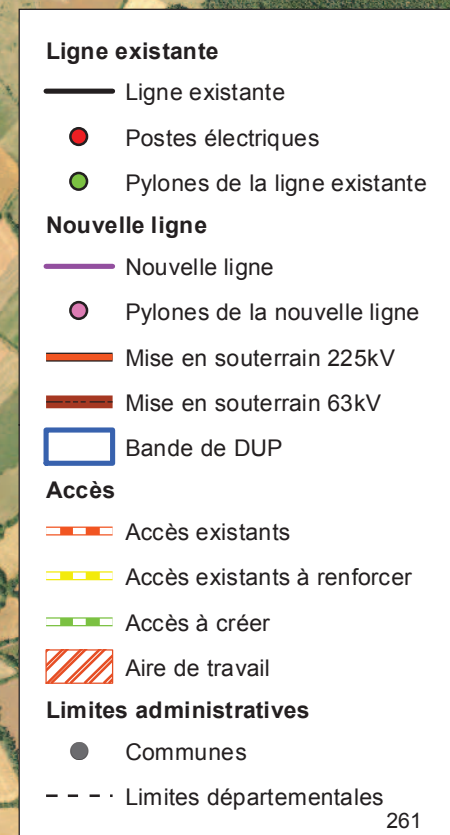 Ligne existante
Ligne existante
Postes électriques
Pylones de la ligne existante
Nouvelle ligne
Nouvelle ligne
Pylones de la nouvelle ligne
Mise en souterrain 225kV
Mise en souterrain 63kV
Bande de DUP
Accès
Accès existants
Accès existants à renforcer
Accès à créer
Aire de travail
Limites administratives
Communes
Limites départementales
261